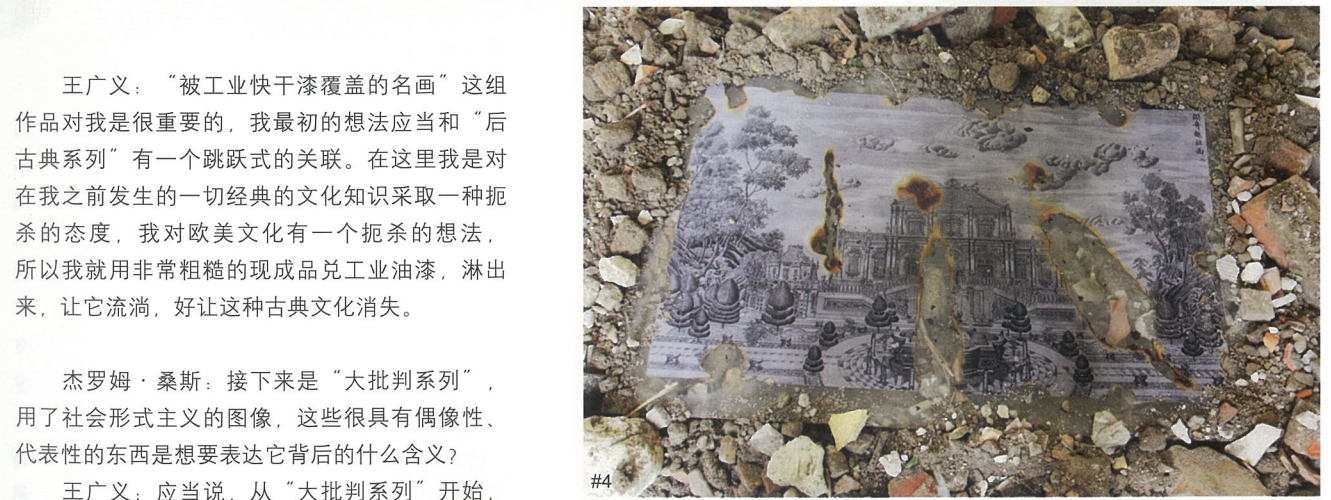 王广义：“被工业快干漆覆盖的名画”这组
作品对我是很重要的，我最初的想法应当和“后
古典系列”有一个跳跃式的关联。在这里我是对
在我之前发生的一切经典的文化知识采取一种扼
杀的态度，我对欧美文化有一个扼杀的想法，
所以我就用非常粗糙的现成品兑工业油漆，淋出
来，让它流淌，好让这种古典文化消失。
杰罗姆·桑斯：接下来是“大批判系列”，
用了社会形式主义的图像，这些很具有偶像性、
代表性的东西是想要表达它背后的什么含义？
王广义：应当说，从“大批判系列”开始，
#4